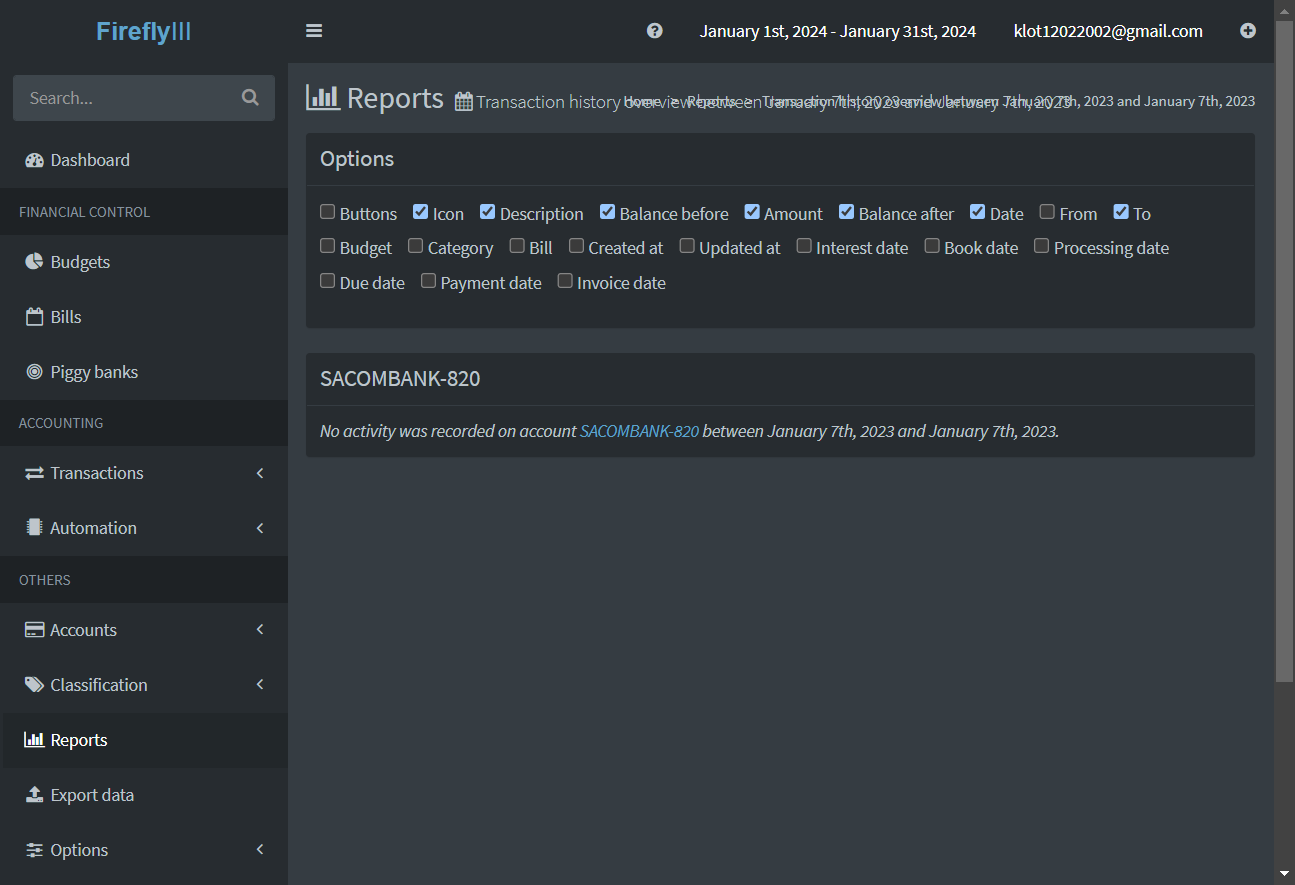 FireflyIII
January 1st, 2024 - January 31st, 2024
klot12022002@gmail.com
Search...
Dashboard
FINANCIAL CONTROL
Budgets
Bills
Piggy banks
ACCOUNTING
Transactions
Automation
OTHERS
Accounts
Classification
Reports
Export data
Options
Reports Transaction history overview between January 7th, 2023 and January 7th, 2023
Home > Reports > Transaction history overview between January 7th, 2023 and January 7th, 2023
Options
Buttons Icon Description Balance before Amount Balance after Date From To
Budget Category Bill Created at Updated at Interest date Book date Processing date
Due date Payment date Invoice date
SACOMBANK-820
No activity was recorded on account SACOMBANK-820 between January 7th, 2023 and January 7th, 2023.